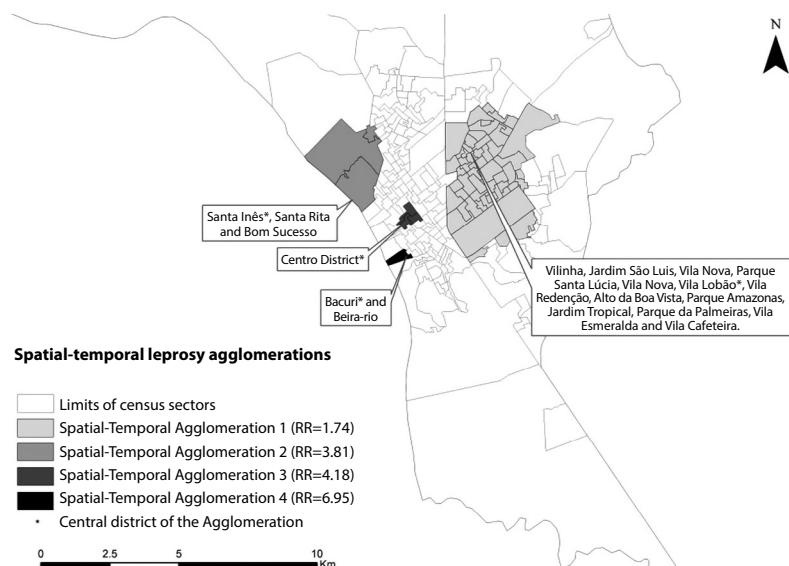 N
Santa Inês*, Santa Rita
and Bom Sucesso
Centro District*
Bacuri* and
Beira-rio
Vilinha, Jardim São Luis, Vila Nova, Parque
Santa Lúcia, Vila Nova, Vila Lobão*, Vila
Redenção, Alto da Boa Vista, Parque Amazonas,
Jardim Tropical, Parque da Palmeiras, Vila
Esmeralda and Vila Cafeteira.
Spatial-temporal leprosy agglomerations
Limits of census sectors
Spatial-Temporal Agglomeration 1 (RR=1.74)
Spatial-Temporal Agglomeration 2 (RR=3.81)
Spatial-Temporal Agglomeration 3 (RR=4.18)
Spatial-Temporal Agglomeration 4 (RR=6.95)
* Central district of the Agglomeration
0 2.5 5 10
Km